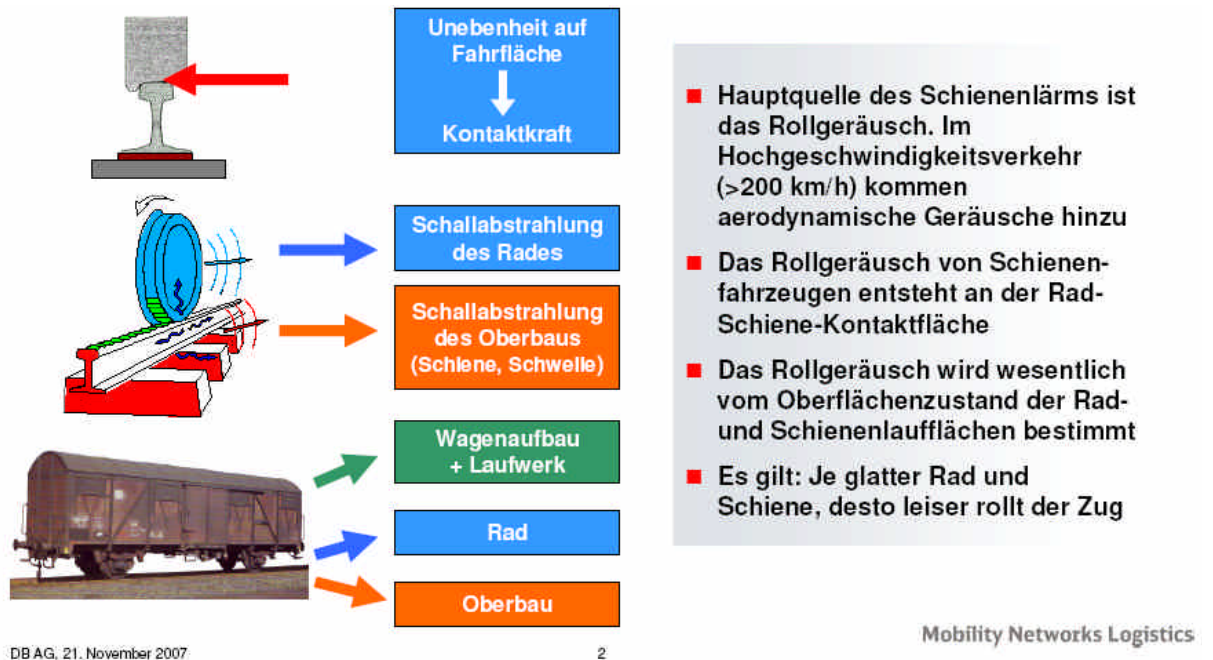 Unebenheit auf
Fahrfläche
Kontaktkraft
Schallabstrahlung
des Rades
Schallabstrahlung
des Oberbaus
(Schiene, Schwelle)
Wagenaufbau
+ Laufwerk
Rad
Oberbau
Hauptquelle des Schienenlärms ist
das Rollgeräusch. Im
Hochgeschwindigkeitsverkehr
(>200 km/h) kommen
aerodynamische Geräusche hinzu
Das Rollgeräusch von Schienen-
fahrzeugen entsteht an der Rad-
Schiene-Kontaktfläche
Das Rollgeräusch wird wesentlich
vom Oberflächenzustand der Rad-
und Schienenlaufflächen bestimmt
Es gilt: Je glatter Rad und
Schiene, desto leiser rollt der Zug
Mobility Networks Logistics
DB AG, 21. November 2007
2